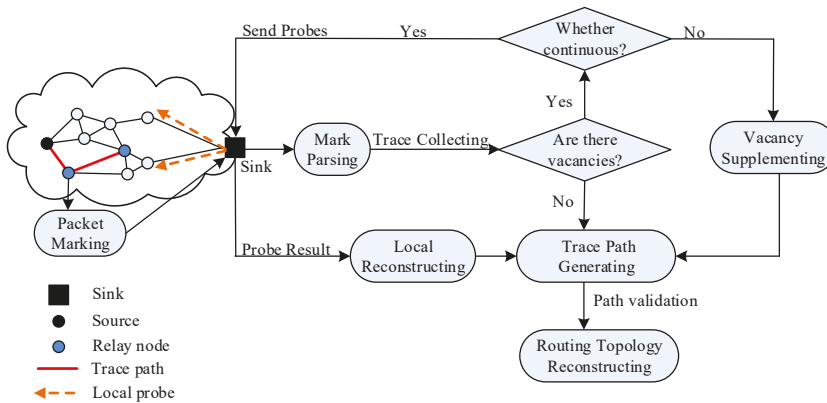 Send Probes
Yes
Whether
continuous?
No
Yes
Mark
Parsing
Trace Collecting
Are there
vacancies?
Vacancy
Supplementing
Sink
No
Packet
Marking
Probe Result
Local
Reconstructing
Trace Path
Generating
Path validation
Routing Topology
Reconstructing
Sink
Source
Relay node
Trace path
Local probe